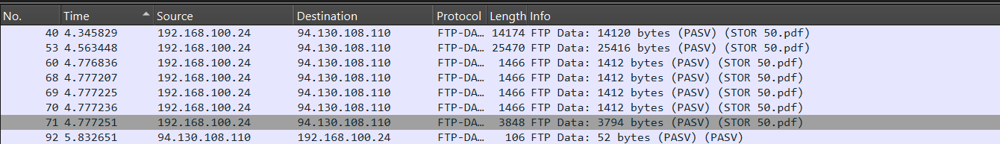 No. Time Source Destination Protocol Length Info
40 4.345829 192.168.100.24 94.130.108.110 FTP-DA… 14174 FTP Data: 14120 bytes (PASV) (STOR 50.pdf)
53 4.563448 192.168.100.24 94.130.108.110 FTP-DA… 25470 FTP Data: 25416 bytes (PASV) (STOR 50.pdf)
60 4.776836 192.168.100.24 94.130.108.110 FTP-DA… 1466 FTP Data: 1412 bytes (PASV) (STOR 50.pdf)
68 4.777207 192.168.100.24 94.130.108.110 FTP-DA… 1466 FTP Data: 1412 bytes (PASV) (STOR 50.pdf)
69 4.777225 192.168.100.24 94.130.108.110 FTP-DA… 1466 FTP Data: 1412 bytes (PASV) (STOR 50.pdf)
70 4.777236 192.168.100.24 94.130.108.110 FTP-DA… 1466 FTP Data: 1412 bytes (PASV) (STOR 50.pdf)
71 4.777251 192.168.100.24 94.130.108.110 FTP-DA… 3848 FTP Data: 3794 bytes (PASV) (STOR 50.pdf)
92 5.832651 94.130.108.110 192.168.100.24 FTP-DA… 106 FTP Data: 52 bytes (PASV) (PASV)